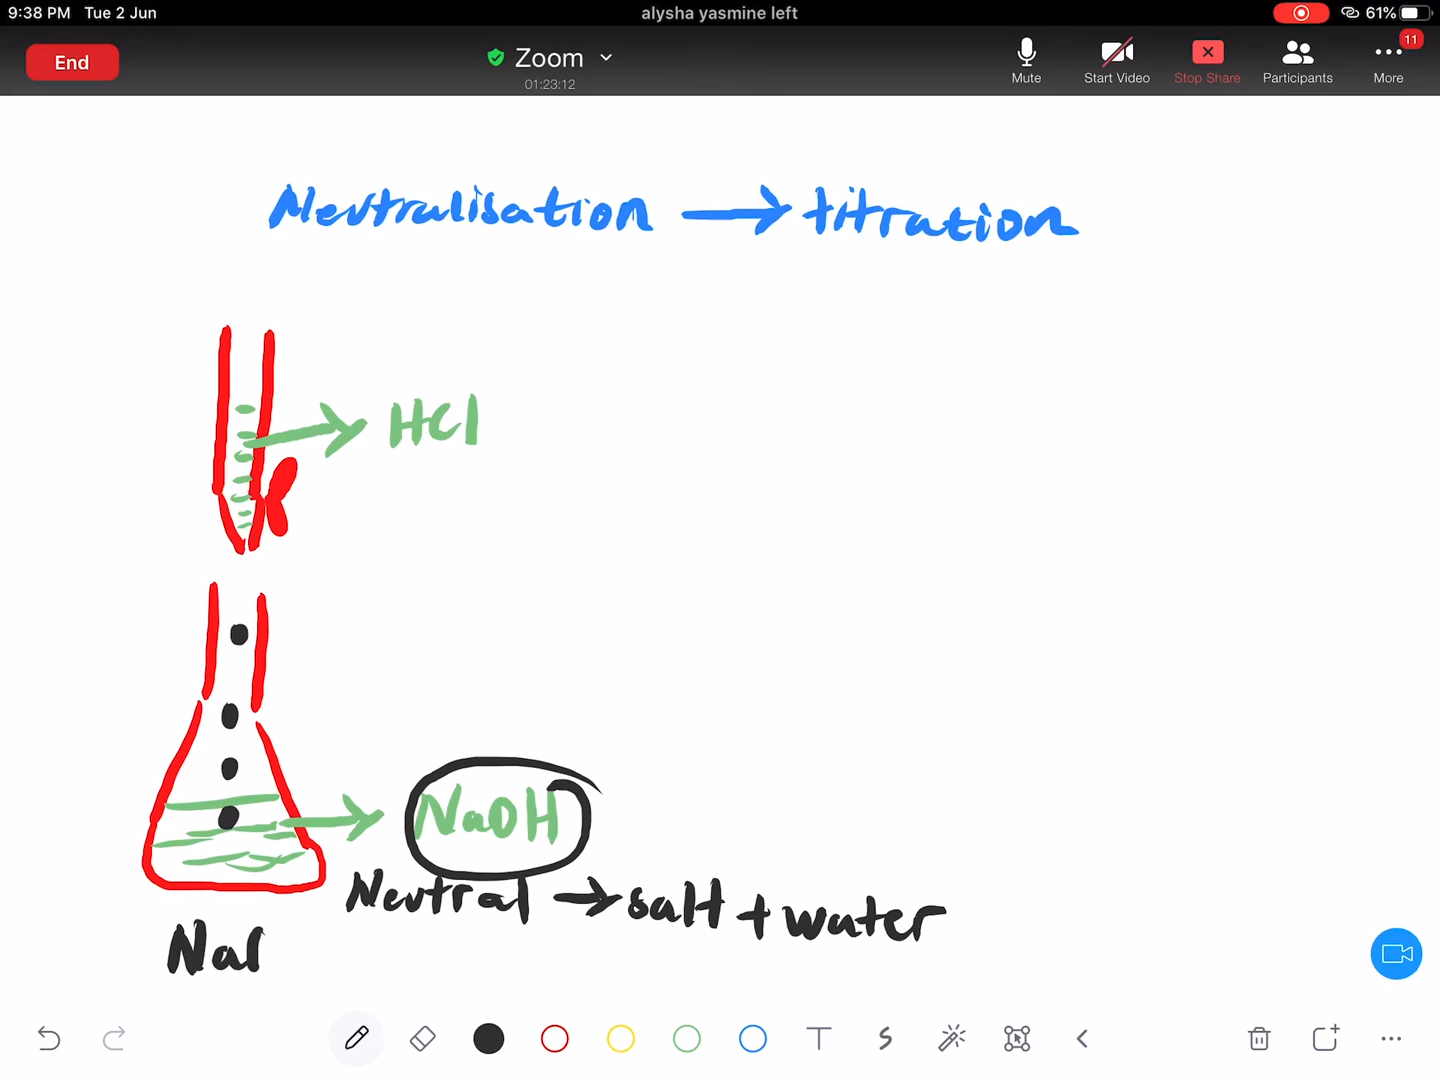 9:38 PM Tue 2 Jun
alysha yasmine left
61%
End
Zoom
01:23:12
Mute
Start Video
Stop Share
Participants
11
More
Neutralisation → titration
HCl
NaOH
Neutral → salt + water
Nal
T